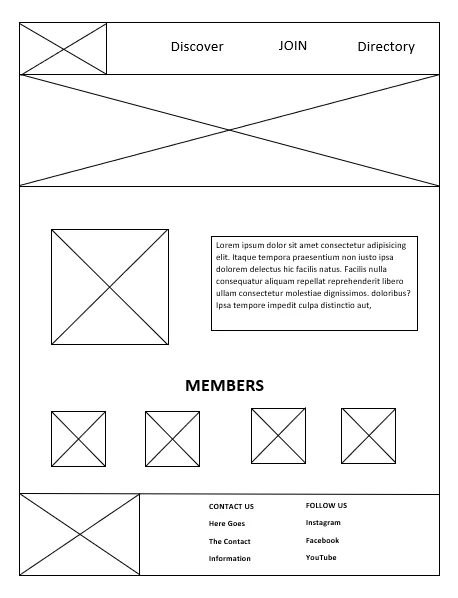 Discover JOIN Directory
Lorem ipsum dolor sit amet consectetur adipisicing
elit. Itaque tempora praesentium non iusto ipsa
dolorem delectus hic facilis natus. Facilis nulla
consequatur aliquam repellat reprehenderit libero
ullam consectetur molestiae dignissimos. doloribus?
Ipsa tempore impedit culpa distinctio aut,
MEMBERS
CONTACT US
Here Goes
The Contact
Information
FOLLOW US
Instagram
Facebook
YouTube